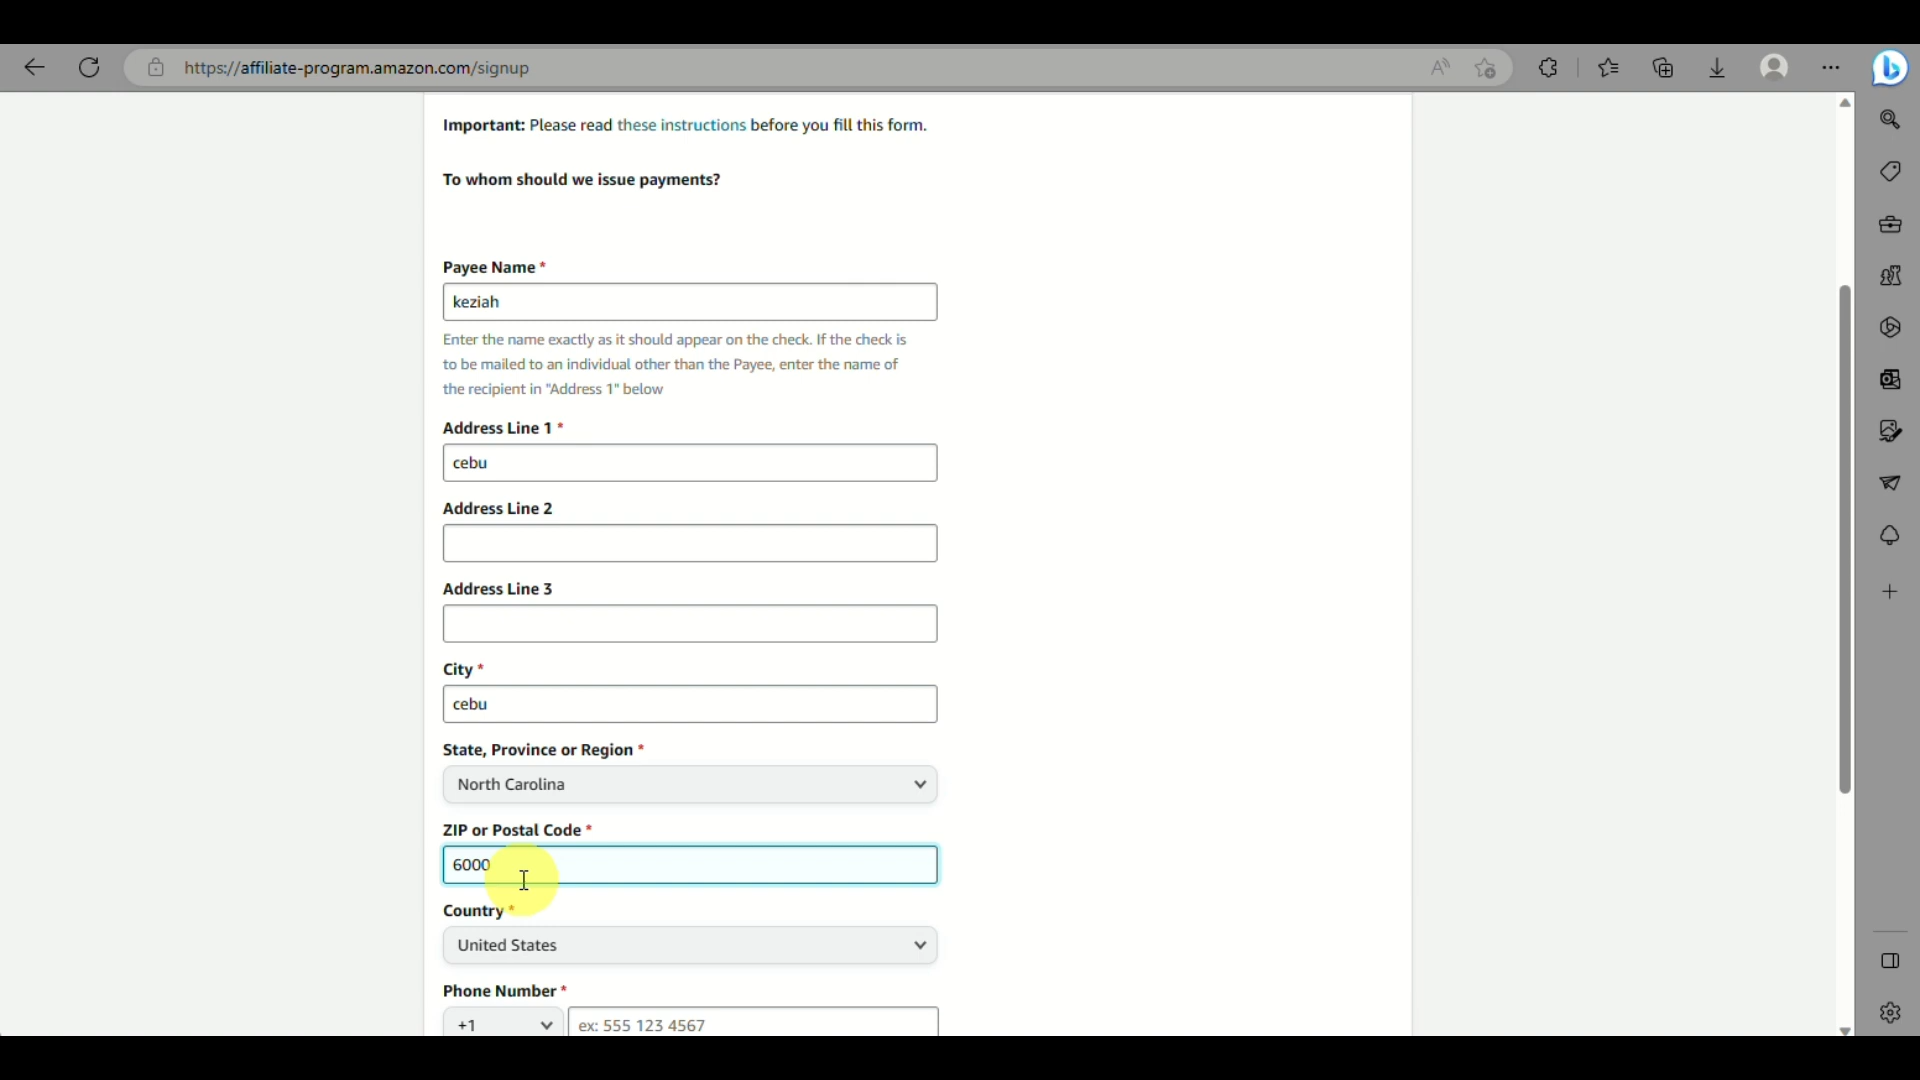 https://affiliate-program.amazon.com/signup
Important: Please read these instructions before you fill this form.
To whom should we issue payments?
Payee Name *
keziah
Enter the name exactly as it should appear on the check. If the check is
to be mailed to an individual other than the Payee, enter the name of
the recipient in "Address 1" below
Address Line 1 *
cebu
Address Line 2
Address Line 3
City *
cebu
State, Province or Region *
North Carolina
ZIP or Postal Code *
6000
Country *
United States
Phone Number *
+1 ex: 555 123 4567